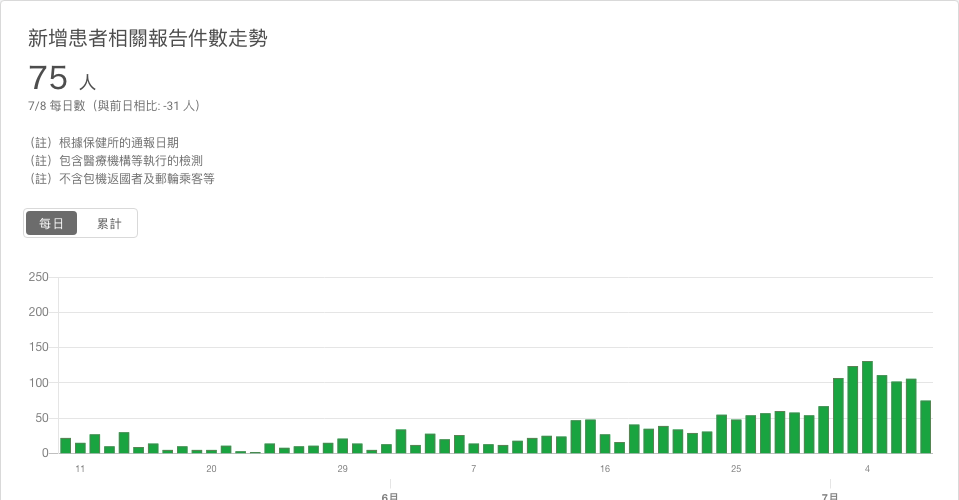 新增患者相關報告件數走勢
75 人
7/8 每日數（與前日相比: -31 人）
（註）根據保健所的通報日期
（註）包含醫療機構等執行的檢測
（註）不含包機返國者及郵輪乘客等
每日 累計
250
200
150
100
50
0
11 20 29 7 16 25 4
6月 7月